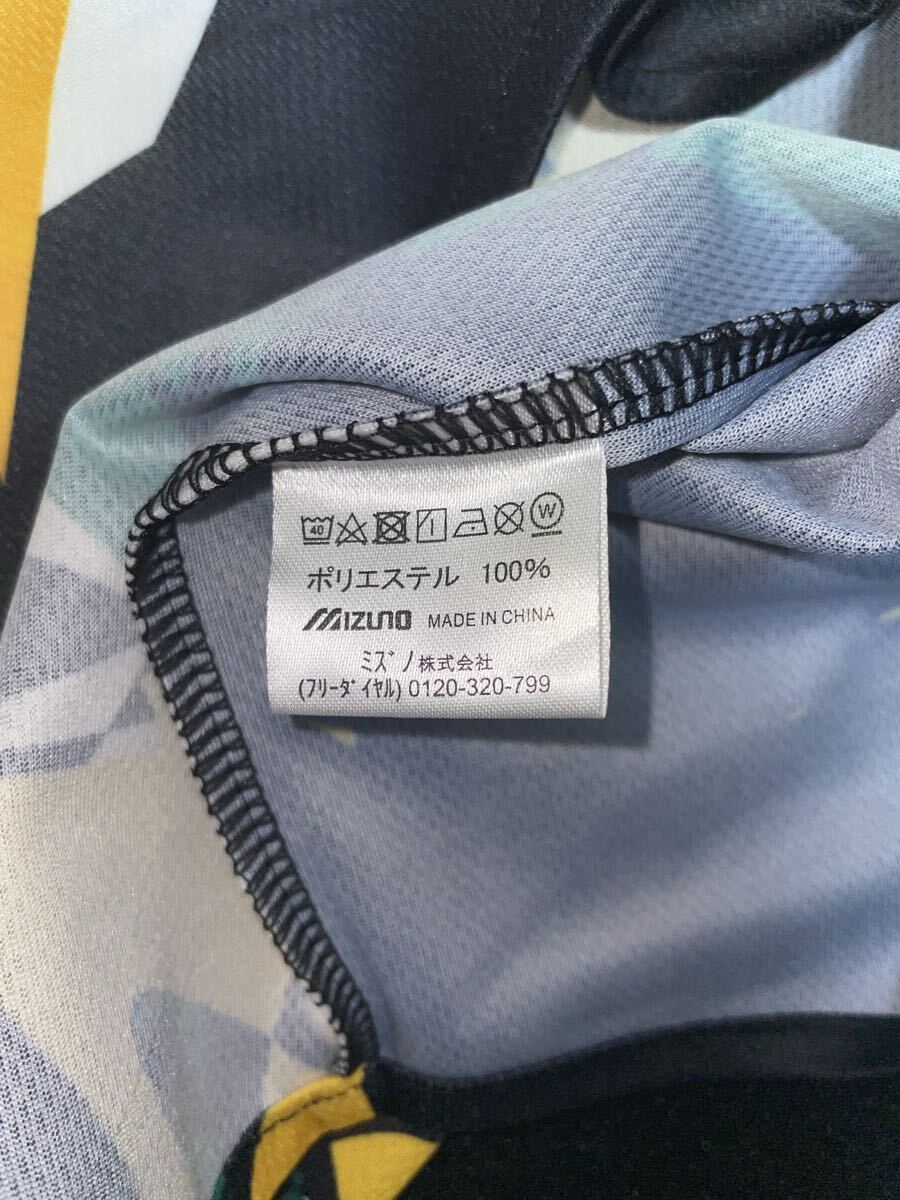 40 W
ポリエステル 100%
MIZUNO MADE IN CHINA
ミズノ株式会社
(フリーダイヤル) 0120-320-799